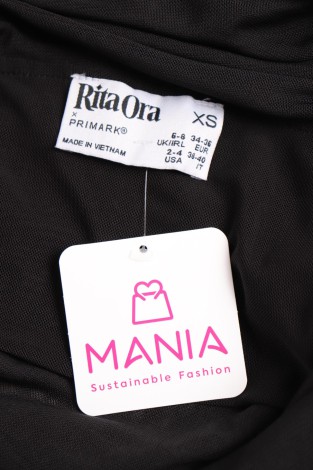 Rita Ora
x
PRIMARK®
MADE IN VIETNAM
XS
6-8 34-36
UK/IRL EUR
2-4 36-40
USA IT
MANIA
Sustainable Fashion